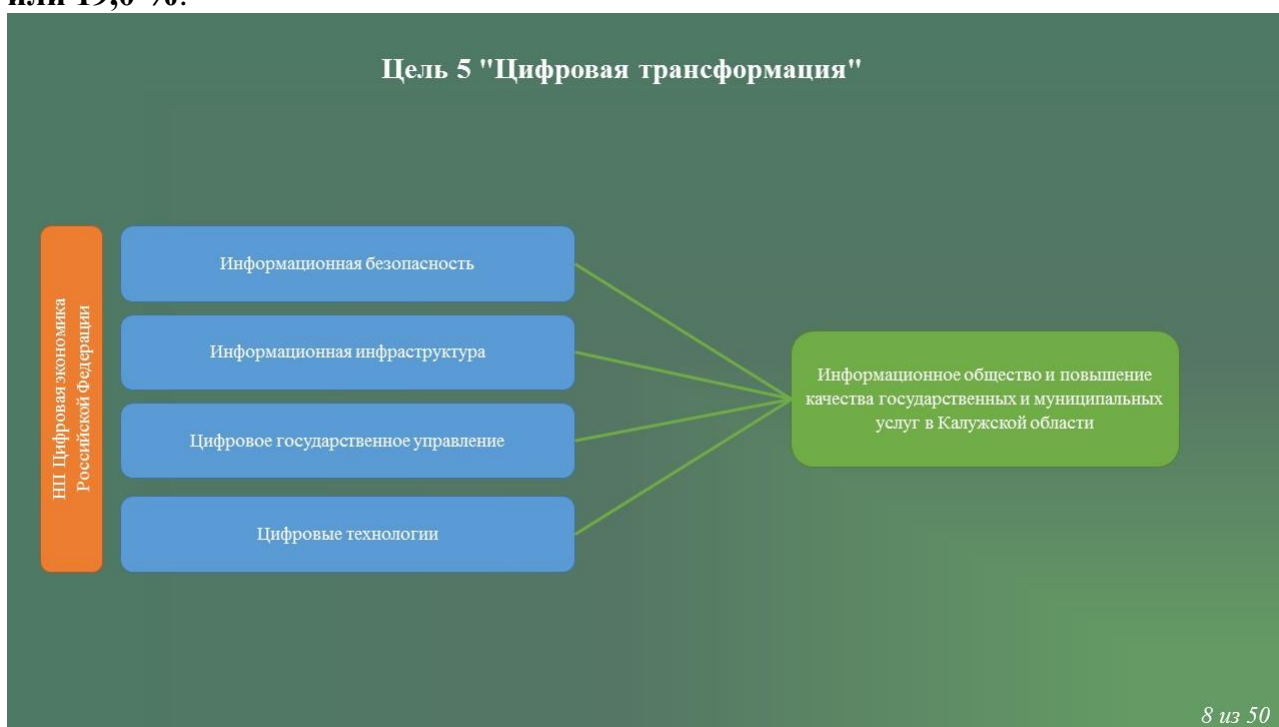 Цель 5 "Цифровая трансформация"
НП Цифровая экономика
Российской Федерации
Информационная безопасность
Информационная инфраструктура
Цифровое государственное управление
Цифровые технологии
Информационное общество и повышение
качества государственных и муниципальных
услуг в Калужской области
8 из 50